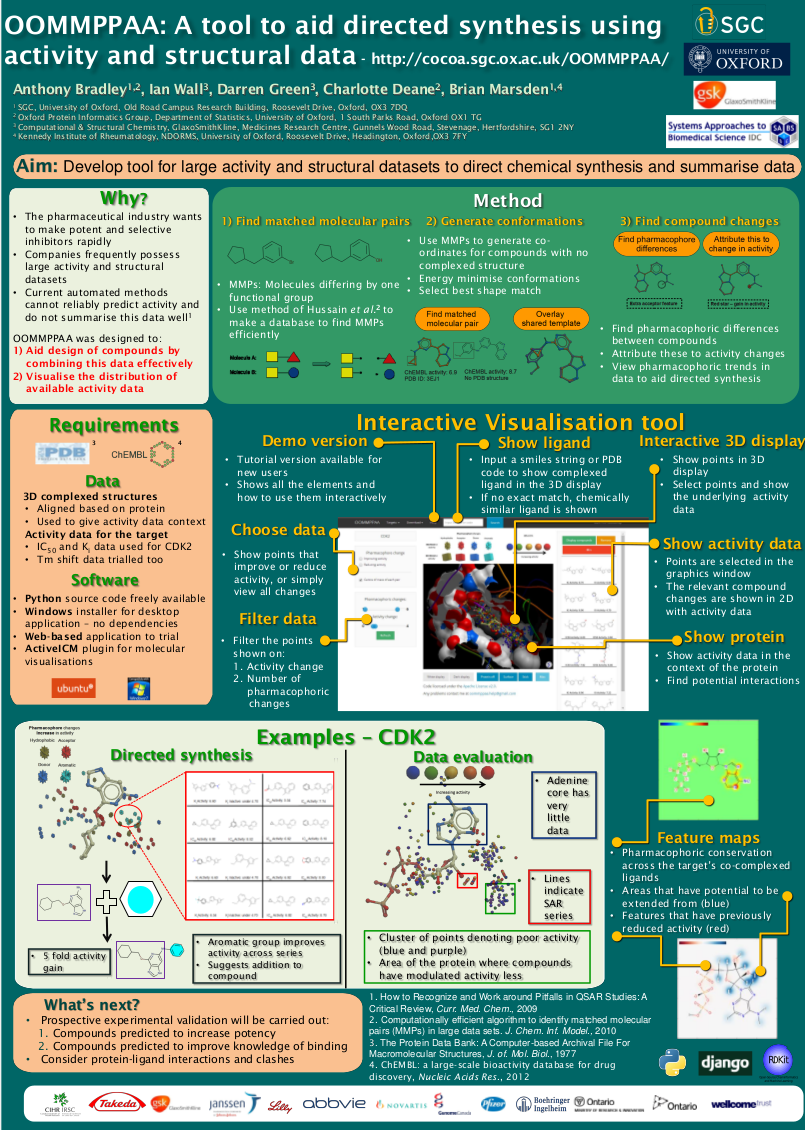 OOMMPPAA: A tool to aid directed synthesis using
activity and structural data - http://cocoa.sgc.ox.ac.uk/OOMMPPAA/
Anthony Bradley1,2, Ian Wall3, Darren Green3, Charlotte Deane2, Brian Marsden1,4
1 SGC, University of Oxford, Old Road Campus Research Building, Roosevelt Drive, Oxford, OX3 7DQ
2 Oxford Protein Informatics Group, Department of Statistics, University of Oxford, 1 South Parks Road, Oxford OX1 TG
3 Computational & Structural Chemistry, GlaxoSmithKline, Medicines Research Centre, Gunnels Wood Road, Stevenage, Hertfordshire, SG1 2NY
4 Kennedy Institute of Rheumatology, NDORMS, University of Oxford, Roosevelt Drive, Headington, Oxford,OX3 7FY
SGC
UNIVERSITY OF
OXFORD
gsk GlaxoSmithKline
Systems Approaches to
Biomedical Science IDC
SABS
Aim: Develop tool for large activity and structural datasets to direct chemical synthesis and summarise data
Why?
• The pharmaceutical industry wants
to make potent and selective
inhibitors rapidly
• Companies frequently possess
large activity and structural
datasets
• Current automated methods
cannot reliably predict activity and
do not summarise this data well1
OOMMPPAA was designed to:
1) Aid design of compounds by
combining this data effectively
2) Visualise the distribution of
available activity data
Method
1) Find matched molecular pairs
• MMPs: Molecules differing by one
functional group
• Use method of Hussain et al.2 to
make a database to find MMPs
efficiently
Molecule A:
Molecule B:
2) Generate conformations
• Use MMPs to generate co-
ordinates for compounds with no
complexed structure
• Energy minimise conformations
• Select best shape match
Find matched
molecular pair
Overlay
shared template
ChEMBL activity: 6.9
PDB ID: 3EJ1
ChEMBL activity: 8.7
No PDB structure
3) Find compound changes
Find pharmacophore
differences
Attribute this to
change in activity
Extra acceptor feature
Red star – gain in activity
• Find pharmacophoric differences
between compounds
• Attribute these to activity changes
• View pharmacophoric trends in
data to aid directed synthesis
Requirements
PDB 3
ChEMBL 4
Data
3D complexed structures
• Aligned based on protein
• Used to give activity data context
Activity data for the target
• IC50 and Ki data used for CDK2
• Tm shift data trialled too
Software
• Python source code freely available
• Windows installer for desktop
application – no dependencies
• Web-based application to trial
• ActiveICM plugin for molecular
visualisations
ubuntu
Windows
Interactive Visualisation tool
Demo version
• Tutorial version available for
new users
• Shows all the elements and
how to use them interactively
Show ligand
• Input a smiles string or PDB
code to show complexed
ligand in the 3D display
• If no exact match, chemically
similar ligand is shown
Interactive 3D display
• Show points in 3D
display
• Select points and show
the underlying activity
data
Choose data
• Show points that
improve or reduce
activity, or simply
view all changes
Filter data
• Filter the points
shown on:
1. Activity change
2. Number of
pharmacophoric
changes
OOMMPPAA
Show activity data
• Points are selected in the
graphics window
• The relevant compound
changes are shown in 2D
with activity data
Show protein
• Show activity data in the
context of the protein
• Find potential interactions
Examples – CDK2
Pharmacophore changes
increase in activity
Hydrophobic Acceptor
Donor Aromatic
Directed synthesis
• 5 fold activity
gain
• Aromatic group improves
activity across series
• Suggests addition to
compound
Data evaluation
Increasing activity
• Adenine
core has
very
little
data
• Lines
indicate
SAR
series
• Cluster of points denoting poor activity
(blue and purple)
• Area of the protein where compounds
have modulated activity less
Feature maps
• Pharmacophoric conservation
across the target's co-complexed
ligands
• Areas that have potential to be
extended from (blue)
• Features that have previously
reduced activity (red)
What's next?
• Prospective experimental validation will be carried out:
1. Compounds predicted to increase potency
2. Compounds predicted to improve knowledge of binding
• Consider protein-ligand interactions and clashes
1. How to Recognize and Work around Pitfalls in QSAR Studies: A
Critical Review, Curr. Med. Chem., 2009
2. Computationally efficient algorithm to identify matched molecular
pairs (MMPs) in large data sets. J. Chem. Inf. Model., 2010
3. The Protein Data Bank: A Computer-based Archival File For
Macromolecular Structures, J. of. Mol. Biol., 1977
4. ChEMBL: a large-scale bioactivity database for drug
discovery, Nucleic Acids Res., 2012
django
RDKit
CIHR IRSC
Takeda
gsk GlaxoSmithKline
janssen
Lilly
abbvie
NOVARTIS
GenomeCanada
Pfizer
Boehringer
Ingelheim
Ontario
MINISTRY OF RESEARCH & INNOVATION
Ontario
wellcometrust